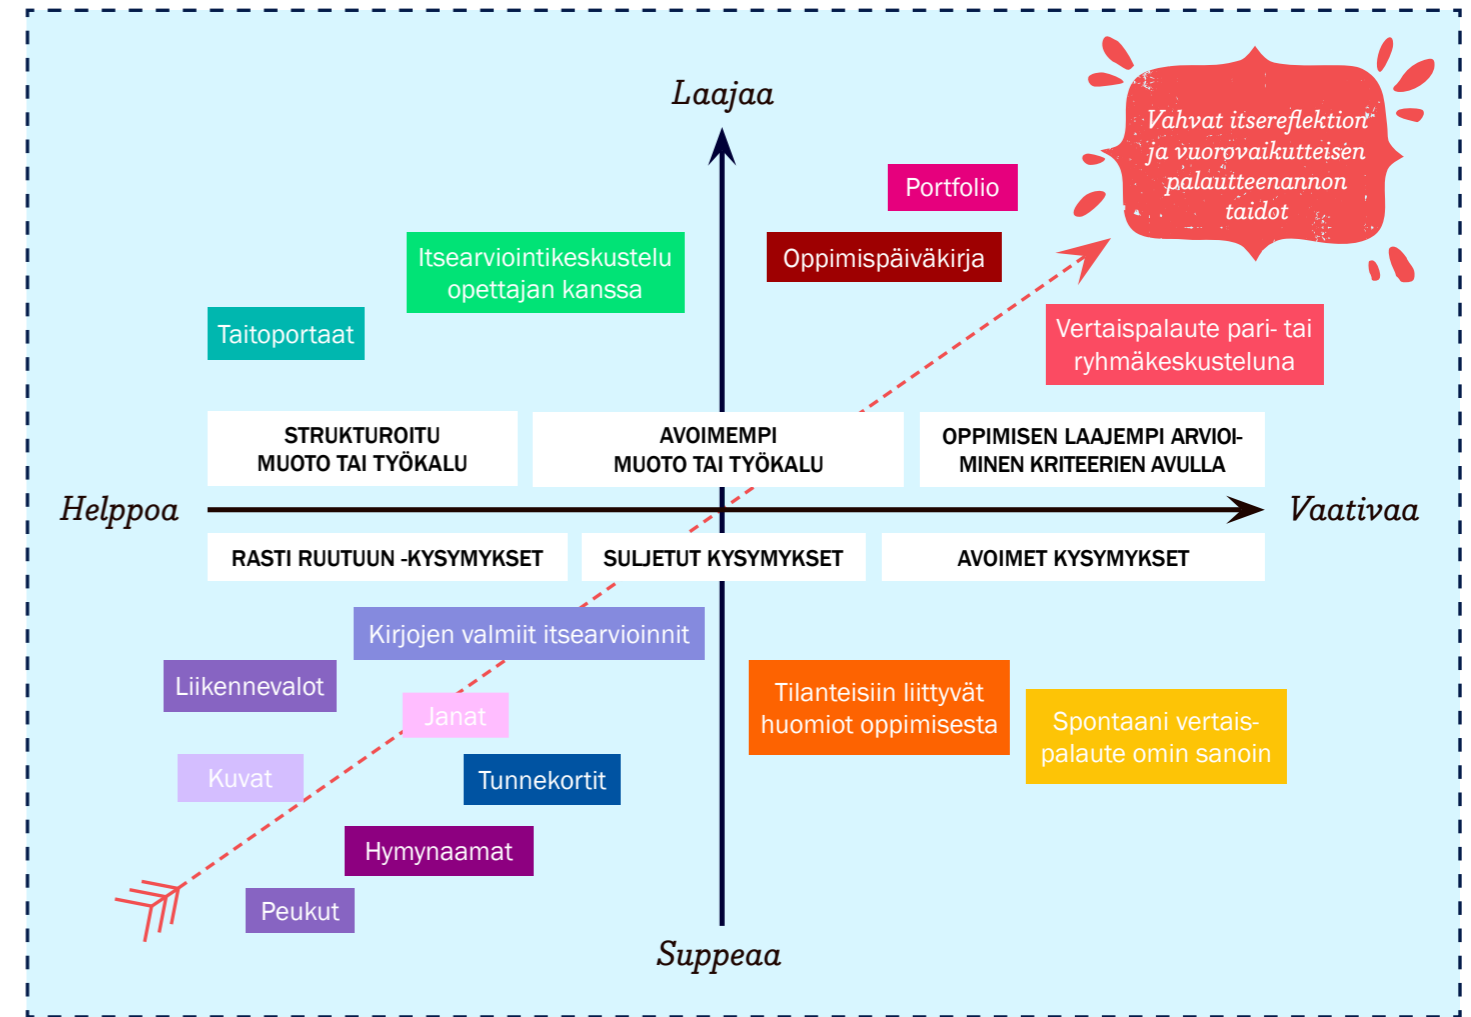 Laajaa
Vahvat itsereflektion
ja vuorovaikutteisen
palautteenannon
taidot
Portfolio
Itsearviointikeskustelu
opettajan kanssa
Oppimispäiväkirja
Taitoportaat
Vertaispalaute pari- tai
ryhmäkeskusteluna
STRUKTUROITU
MUOTO TAI TYÖKALU
AVOIMEMPI
MUOTO TAI TYÖKALU
OPPIMISEN LAAJEMPI ARVIOI-
MINEN KRITEERIEN AVULLA
Helppoa
Vaativaa
RASTI RUUTUUN -KYSYMYKSET
SULJETUT KYSYMYKSET
AVOIMET KYSYMYKSET
Kirjojen valmiit itsearvioinnit
Liikennevalot
Janat
Tilanteisiin liittyvät
huomiot oppimisesta
Spontaani vertais-
palaute omin sanoin
Kuvat
Tunnekortit
Hymynaamat
Peukut
Suppeaa